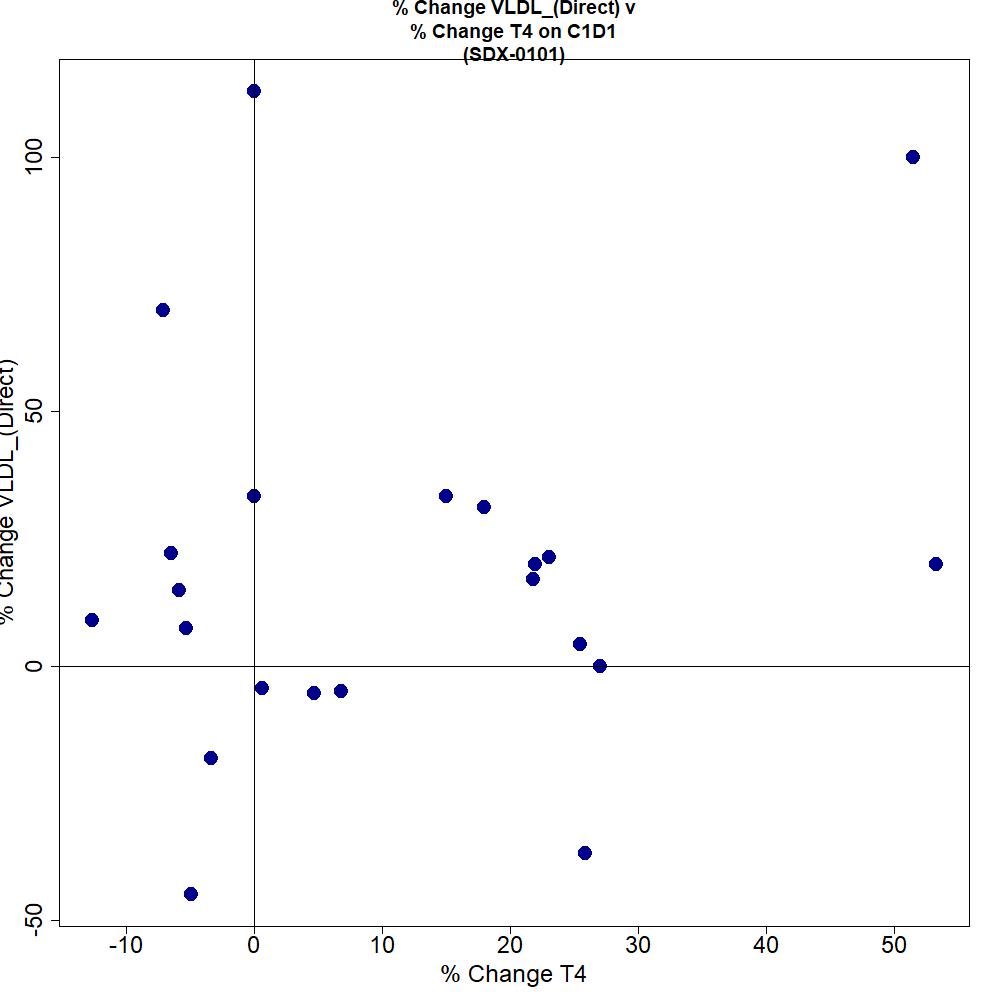 % Change VLDL_(Direct) v
% Change T4 on C1D1
(SDX-0101)
% Change VLDL_(Direct)
100
50
0
-50
-10 0 10 20 30 40 50
% Change T4